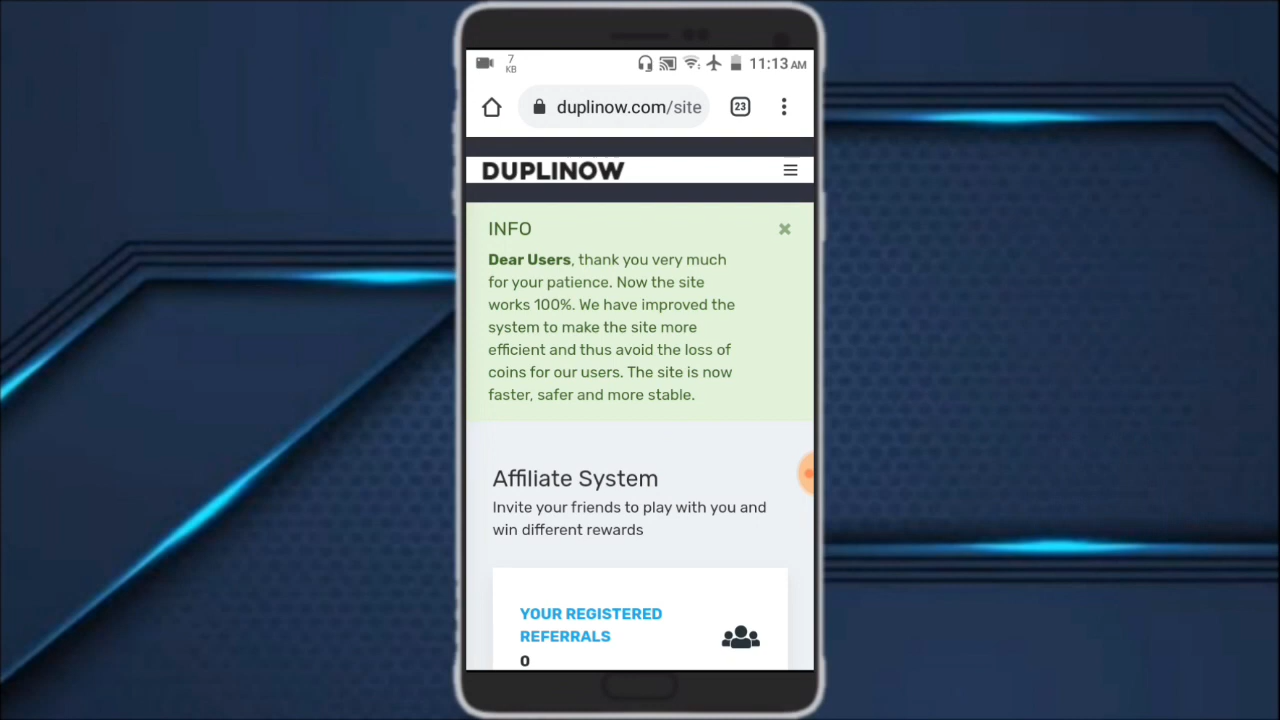 7
KB
11:13 AM
duplinow.com/site
23
DUPLINOW
INFO
Dear Users, thank you very much
for your patience. Now the site
works 100%. We have improved the
system to make the site more
efficient and thus avoid the loss of
coins for our users. The site is now
faster, safer and more stable.
Affiliate System
Invite your friends to play with you and
win different rewards
YOUR REGISTERED
REFERRALS
0